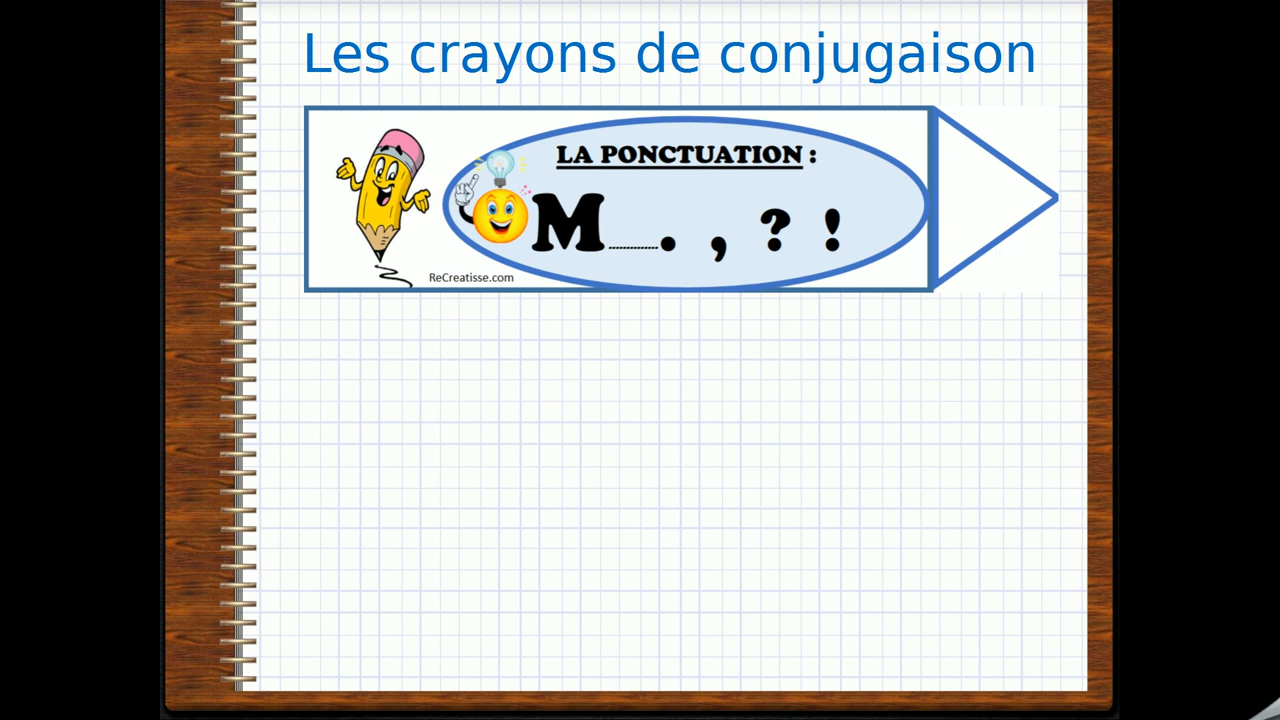 Les crayons de conjugaison
LA PONCTUATION :
M............. . , ? !
ReCreatisse.com